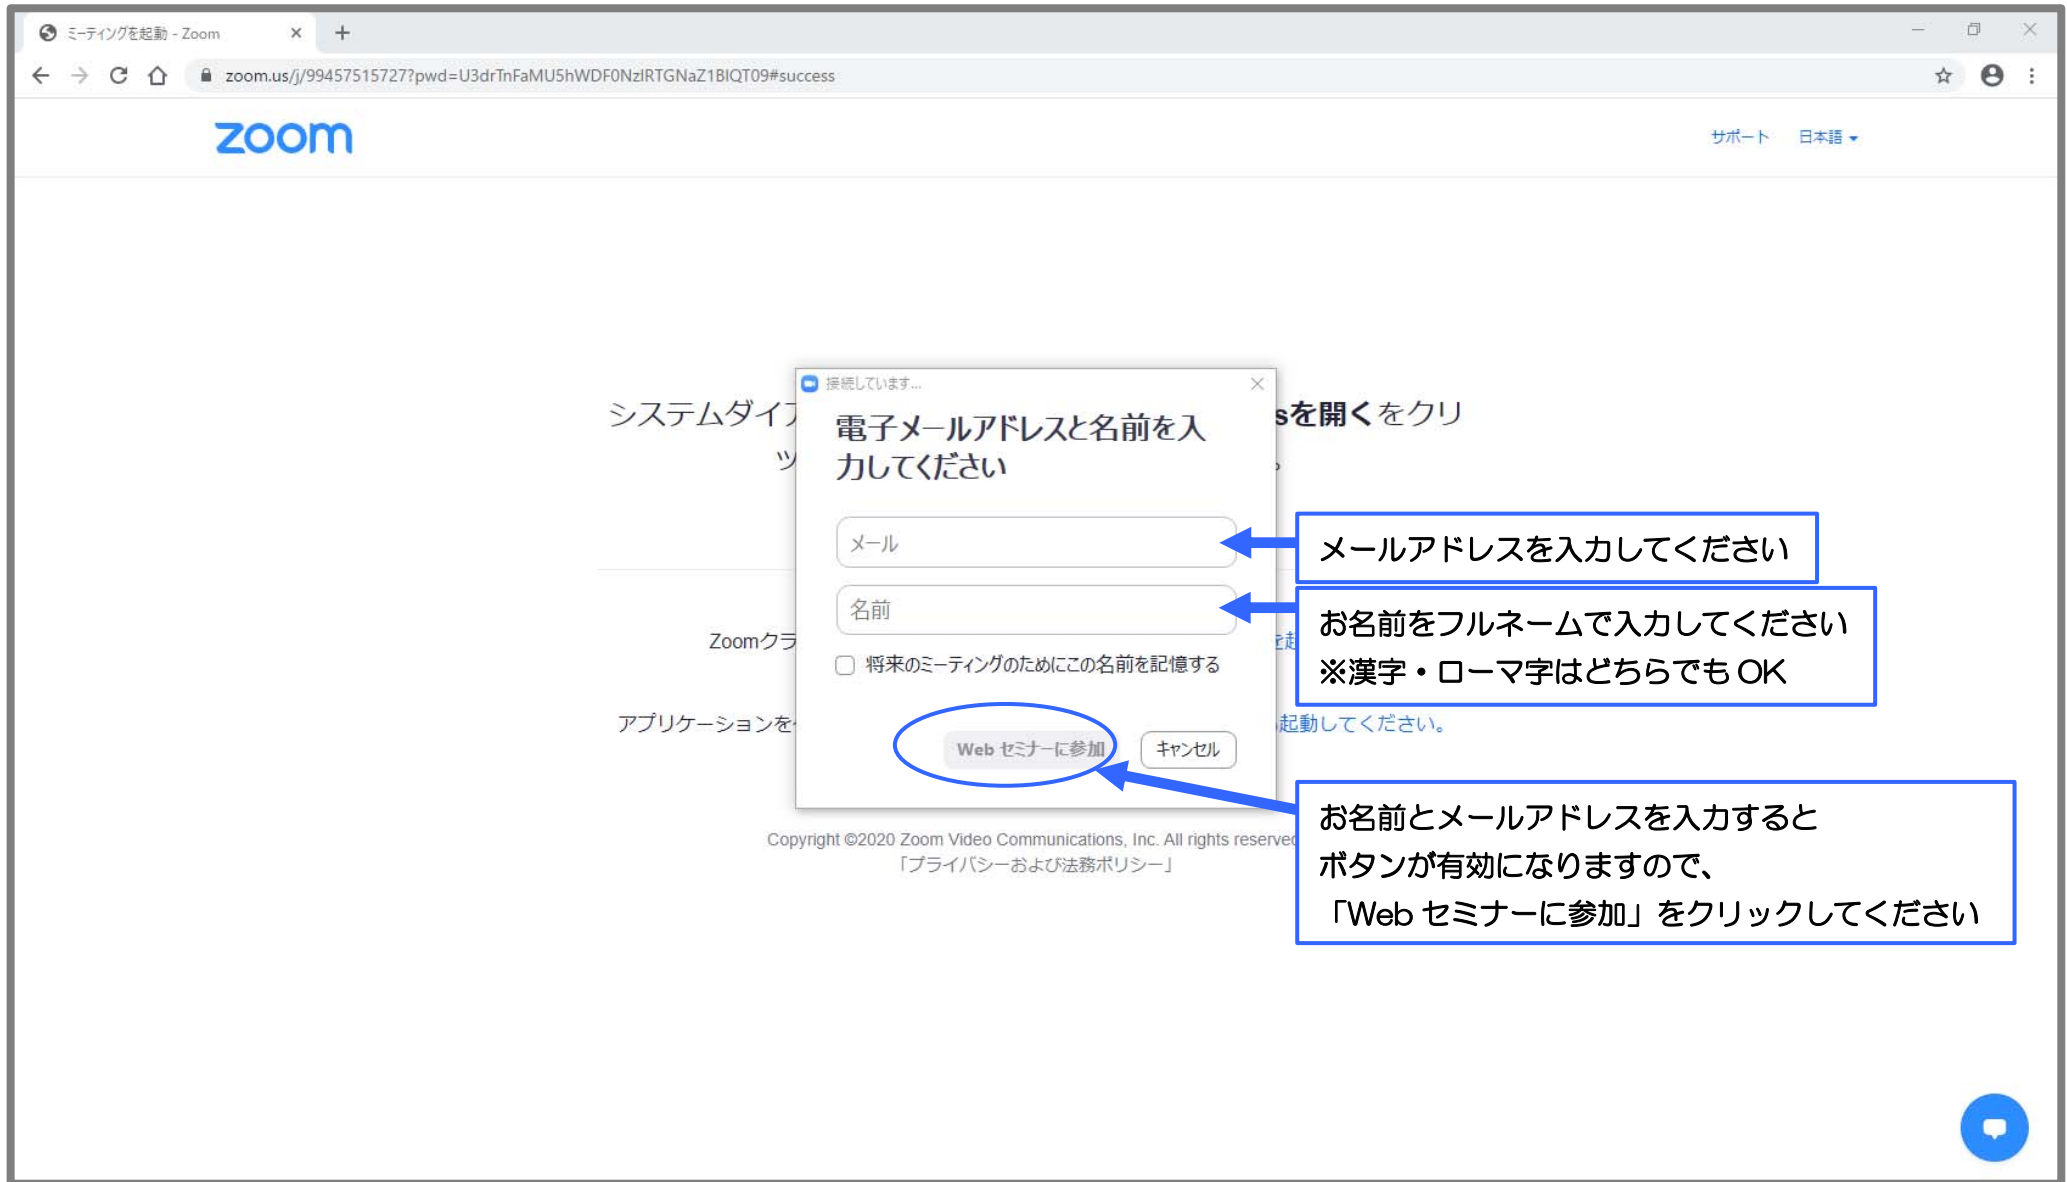 ミーティングを起動 - Zoom
zoom.us/j/99457515727?pwd=U3drTnFaMU5hWDF0NzlRTGNaZ1BlQT09#success
zoom
サポート 日本語
接続しています...
システムダイア
sを開くをクリ
ッ
。
電子メールアドレスと名前を入
力してください
メール
メールアドレスを入力してください
名前
お名前をフルネームで入力してください
※漢字・ローマ字はどちらでも OK
Zoomクラ
将来のミーティングのためにこの名前を記憶する
アプリケーションを
起動してください。
Web セミナーに参加 キャンセル
お名前とメールアドレスを入力すると
ボタンが有効になりますので、
「Web セミナーに参加」をクリックしてください
Copyright ©2020 Zoom Video Communications, Inc. All rights reserved
「プライバシーおよび法務ポリシー」